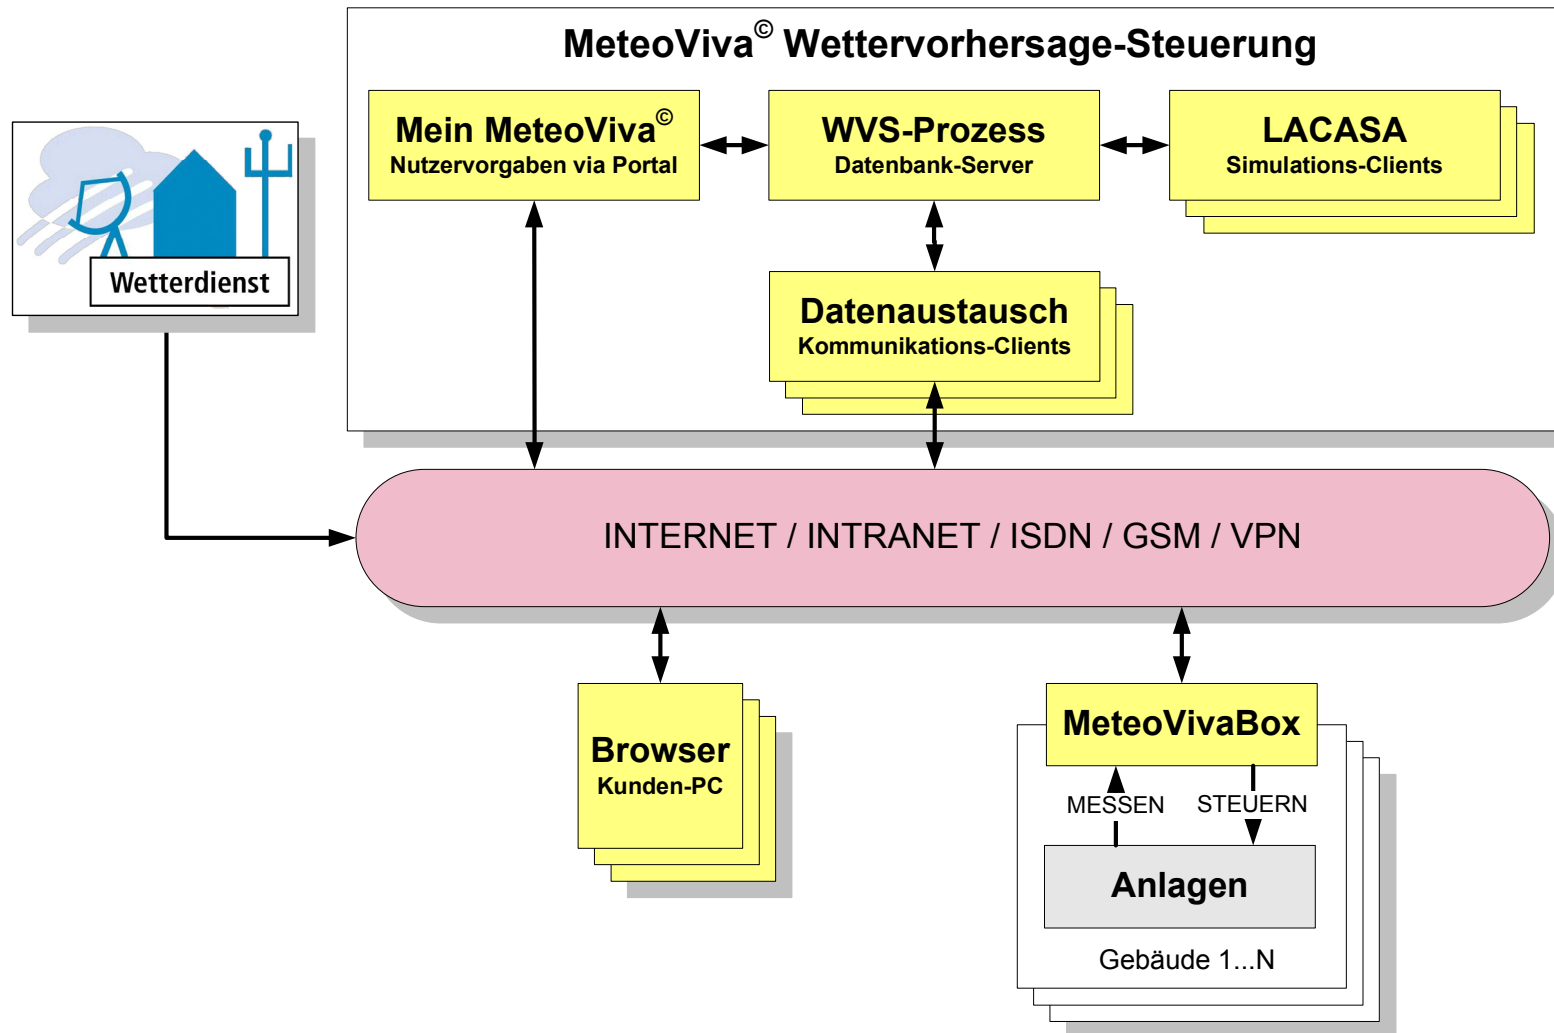 MeteoViva© Wettervorhersage-Steuerung
Mein MeteoViva©
Nutzervorgaben via Portal
WVS-Prozess
Datenbank-Server
LACASA
Simulations-Clients
Wetterdienst
Datenaustausch
Kommunikations-Clients
INTERNET / INTRANET / ISDN / GSM / VPN
Browser
Kunden-PC
MeteoVivaBox
MESSEN
STEUERN
Anlagen
Gebäude 1...N